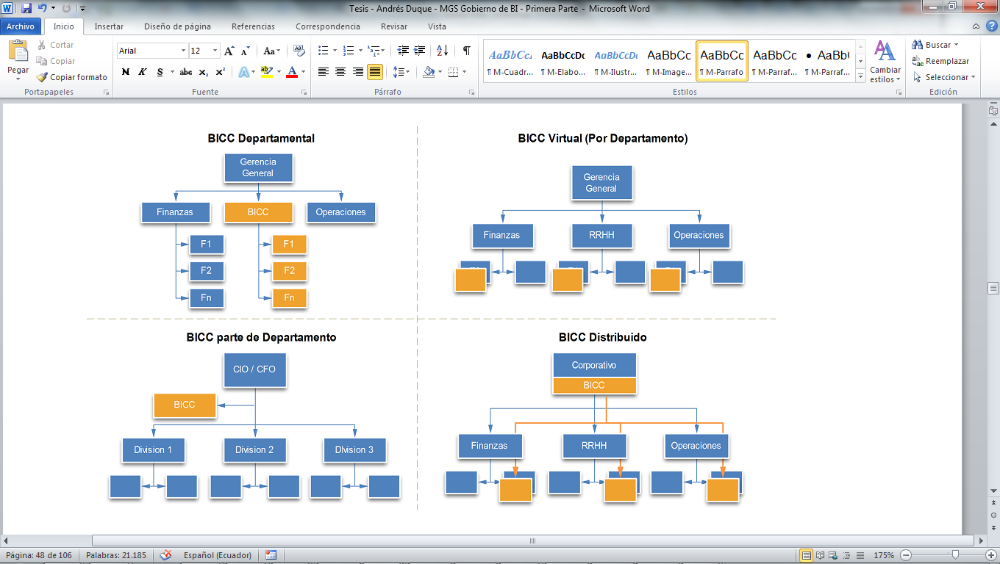 Tesis - Andrés Duque - MGS Gobierno de BI - Primera Parte - Microsoft Word
Archivo
Inicio
Insertar
Diseño de página
Referencias
Correspondencia
Revisar
Vista
Pegar
Cortar
Copiar
Copiar formato
Portapapeles
Arial
12
Aa
N K S abc x₂ x²
Fuente
Párrafo
AaBbCcL
AaBbCcDc
AaBbCcDc
AaBbCc
AaBbCc
AaBbCc
AaBbC
¶ M-Cuadr...
¶ M-Elabo...
¶ M-Ilustr...
¶ M-Image...
¶ M-Parrafo
¶ M-Parraf...
¶ M-Parraf...
Estilos
Cambiar
estilos
Buscar
Reemplazar
Seleccionar
Edición
BICC Departamental
Gerencia
General
Finanzas
BICC
Operaciones
F1
F1
F2
F2
Fn
Fn
BICC Virtual (Por Departamento)
Gerencia
General
Finanzas
RRHH
Operaciones
BICC parte de Departamento
CIO / CFO
BICC
Division 1
Division 2
DIvision 3
BICC Distribuido
Corporativo
BICC
Finanzas
RRHH
Operaciones
Página: 48 de 106
Palabras: 21.185
Español (Ecuador)
175%